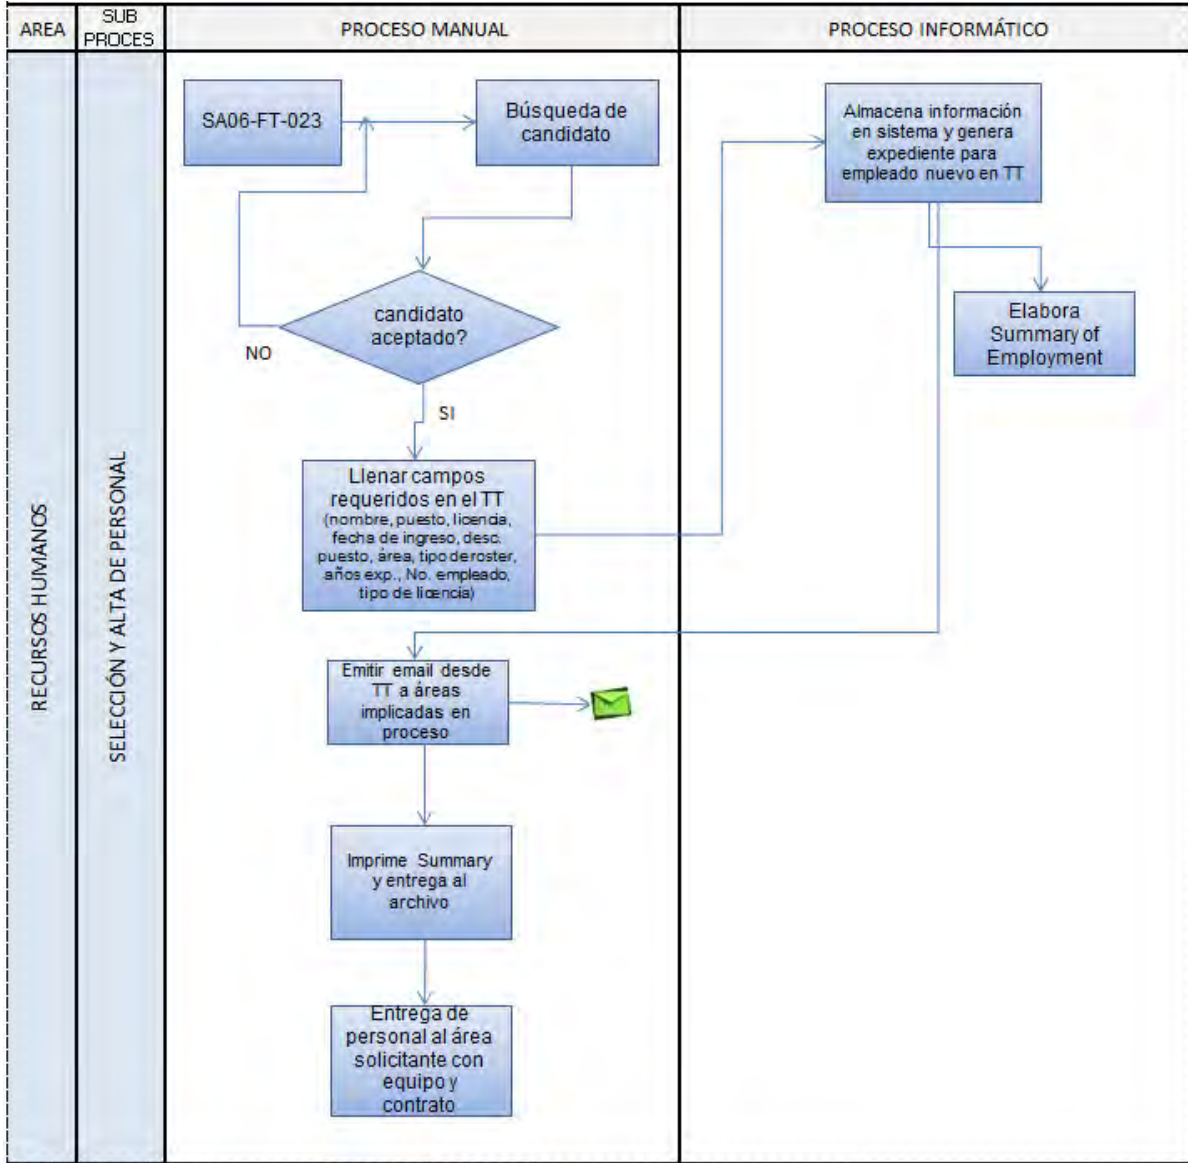 AREA
SUB
PROCES
PROCESO MANUAL
PROCESO INFORMÁTICO
RECURSOS HUMANOS
SELECCIÓN Y ALTA DE PERSONAL
SA06-FT-023
Búsqueda de
candidato
Almacena información
en sistema y genera
expediente para
empleado nuevo en TT
candidato
aceptado?
NO
Elabora
Summary of
Employment
SI
Llenar campos
requeridos en el TT
(nombre, puesto, licencia,
fecha de ingreso, desc.
puesto, área, tipo de roster,
años exp., No. empleado,
tipo de licencia)
Emitir email desde
TT a áreas
implicadas en
proceso
Imprime Summary
y entrega al
archivo
Entrega de
personal al área
solicitante con
equipo y
contrato